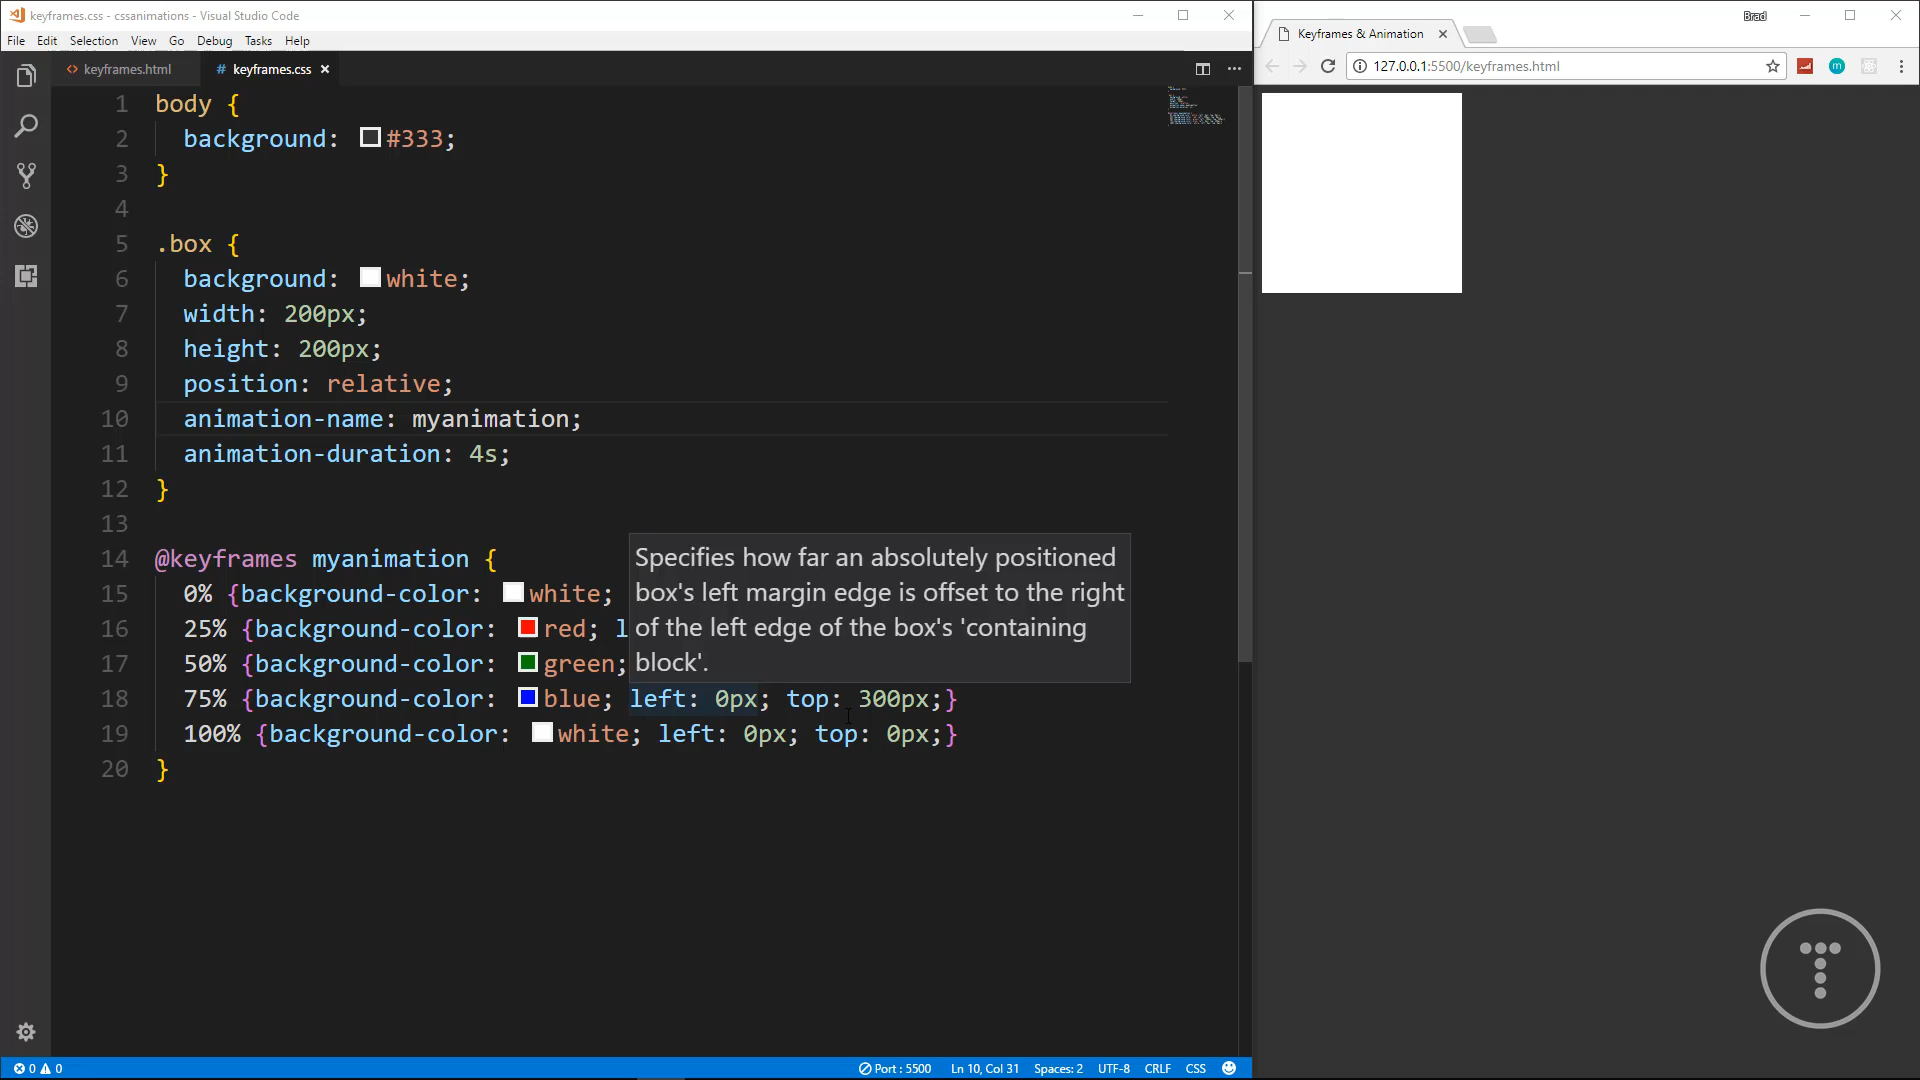 keyframes.css - cssanimations - Visual Studio Code
File Edit Selection View Go Debug Tasks Help
<> keyframes.html # keyframes.css ×
1 body {
2 background: #333;
3 }
4
5 .box {
6 background: white;
7 width: 200px;
8 height: 200px;
9 position: relative;
10 animation-name: myanimation;
11 animation-duration: 4s;
12 }
13
14 @keyframes myanimation {
15 0% {background-color: white;
16 25% {background-color: red; l
17 50% {background-color: green;
18 75% {background-color: blue; left: 0px; top: 300px;}
19 100% {background-color: white; left: 0px; top: 0px;}
20 }
Specifies how far an absolutely positioned
box's left margin edge is offset to the right
of the left edge of the box's 'containing
block'.
0 0 Port : 5500 Ln 10, Col 31 Spaces: 2 UTF-8 CRLF CSS
Brad
Keyframes & Animation
127.0.0.1:5500/keyframes.html
m
T